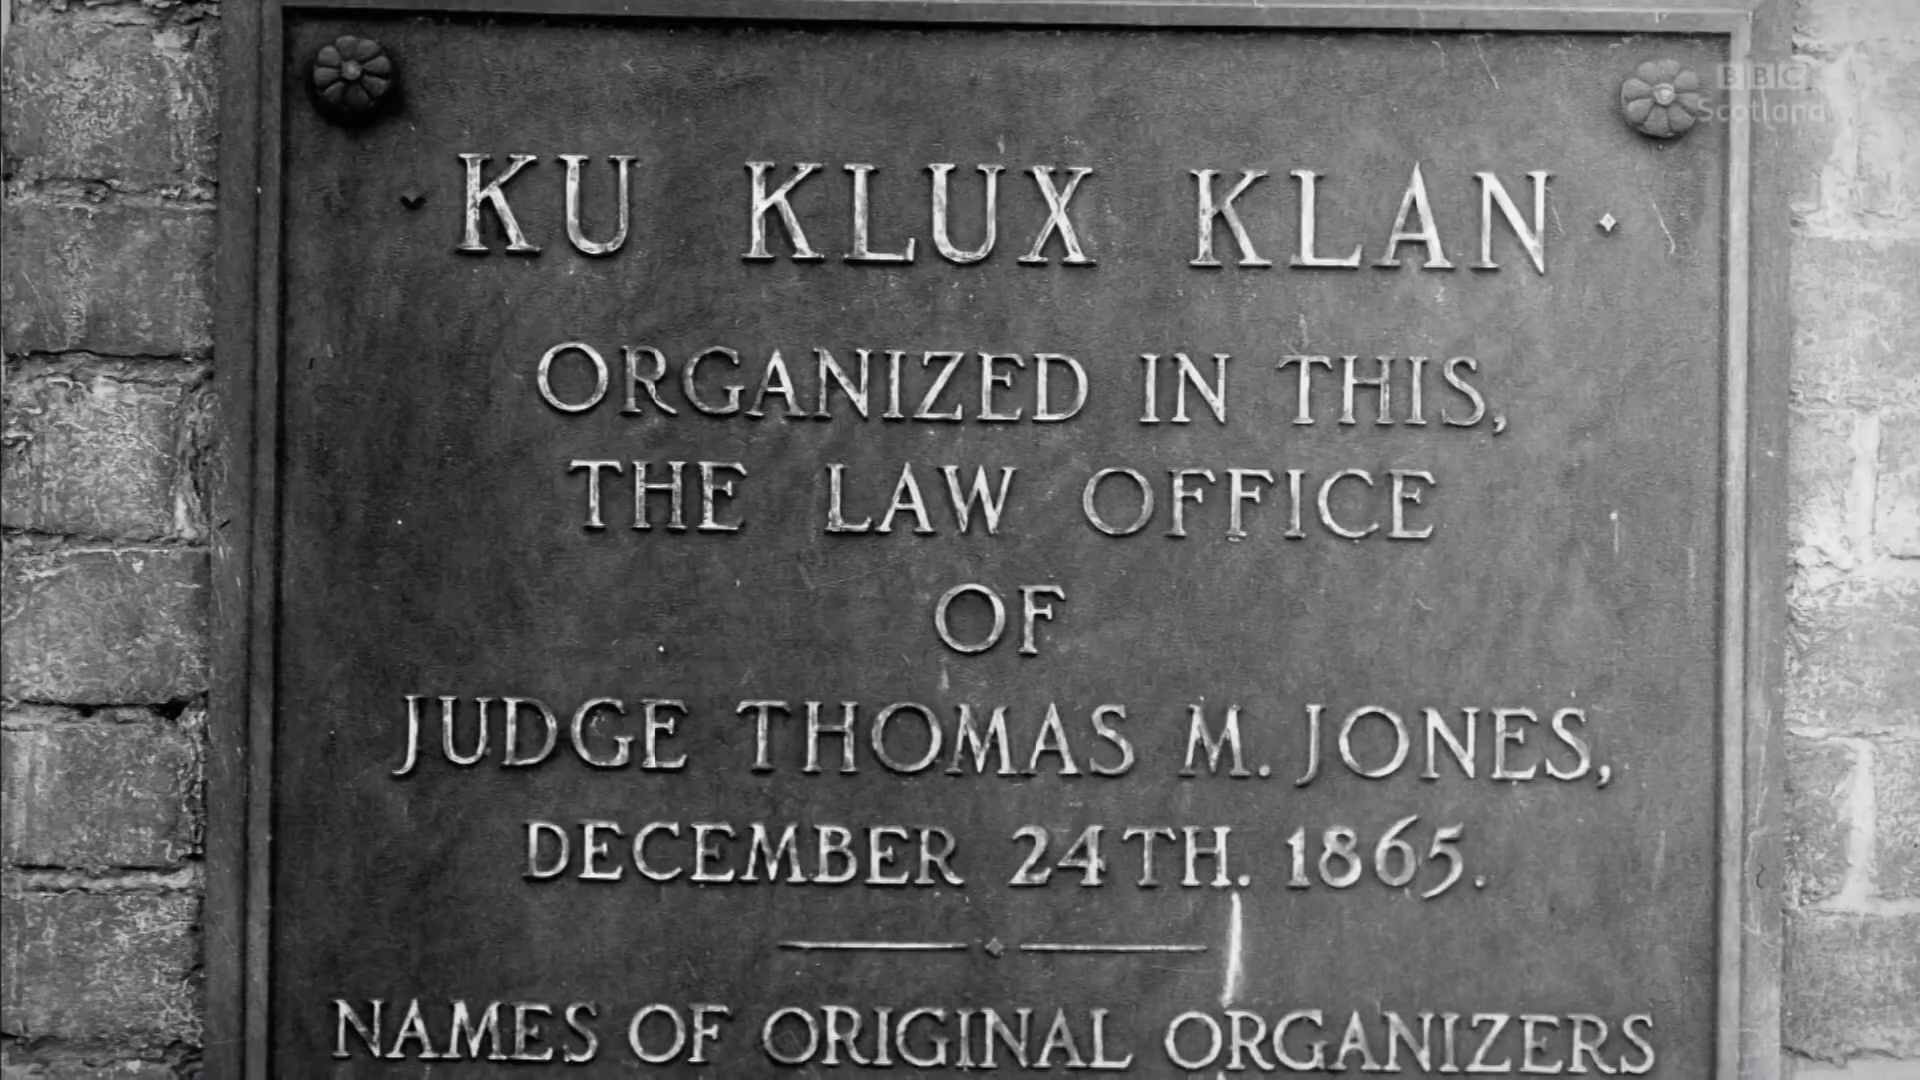 BBC
Scotland
KU KLUX KLAN
ORGANIZED IN THIS,
THE LAW OFFICE
OF
JUDGE THOMAS M. JONES,
DECEMBER 24TH. 1865.
NAMES OF ORIGINAL ORGANIZERS